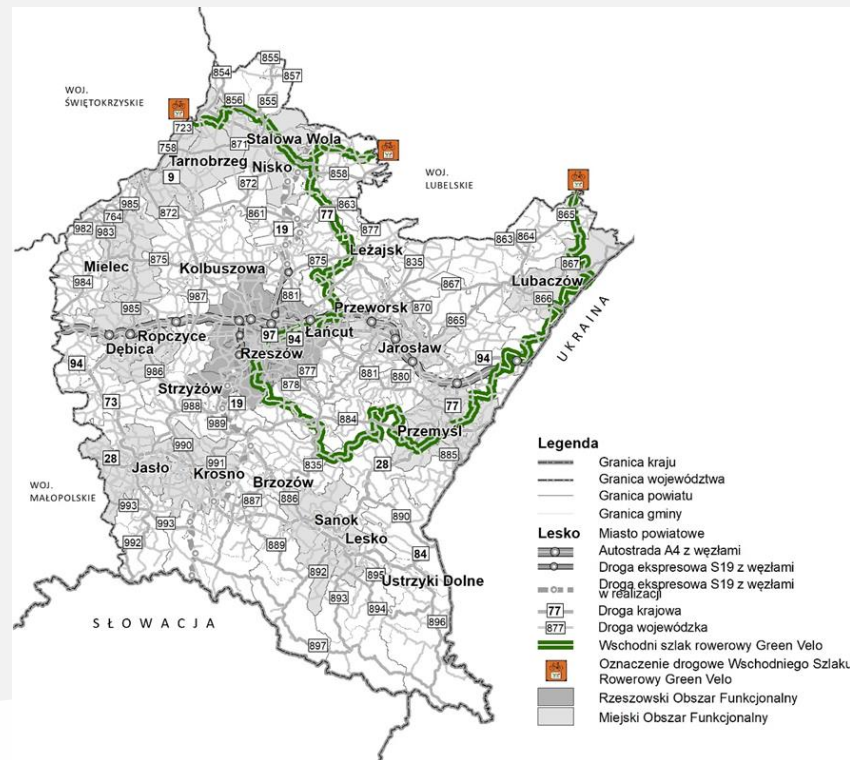 855
854
857
WOJ.
ŚWIĘTOKRZYSKIE
856
855
723
Stalowa Wola
758
871
Tarnobrzeg
Nisko
858
WOJ.
LUBELSKIE
9
872
985
863
865
764
872
861
77
982
983
19
877
863
864
Leżajsk
875
875
835
867
Mielec
Kolbuszowa
867
984
987
881
Lubaczów
866
985
Przeworsk
870
865
Ropczyce
97
94
Łańcut
UKRAINA
Dębica
Rzeszów
Jarosław
94
94
986
877
881
880
Strzyżów
878
73
988
19
77
989
884
Przemyśl
990
28
885
28
Jasło
991
835
Krosno
Brzozów
WOJ.
MAŁOPOLSKIE
887
886
993
993
Sanok
890
992
889
Lesko
84
892
895
Ustrzyki Dolne
893
894
896
SŁOWACJA
897
Legenda
Granica kraju
Granica województwa
Granica powiatu
Granica gminy
Lesko Miasto powiatowe
Autostrada A4 z węzłami
Droga ekspresowa S19 z węzłami
Droga ekspresowa S19 z węzłami
w realizacji
77 Droga krajowa
877 Droga wojewódzka
Wschodni szlak rowerowy Green Velo
Oznaczenie drogowe Wschodniego Szlaku
Rowerowy Green Velo
Rzeszowski Obszar Funkcjonalny
Miejski Obszar Funkcjonalny